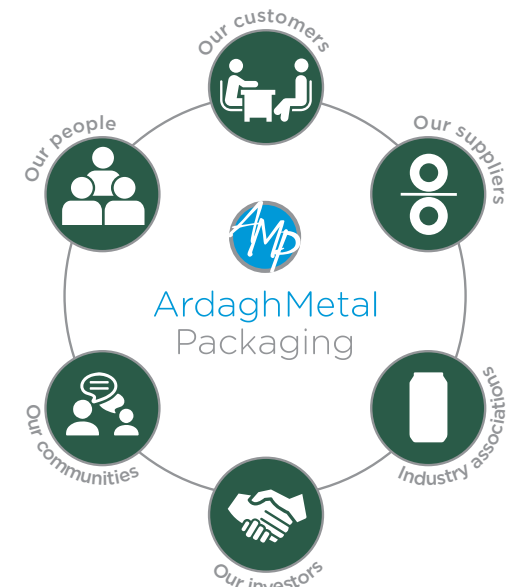 Our customers
Our people
Our suppliers
AMP
ArdaghMetal
Packaging
Our communities
Industry associations
Our investors